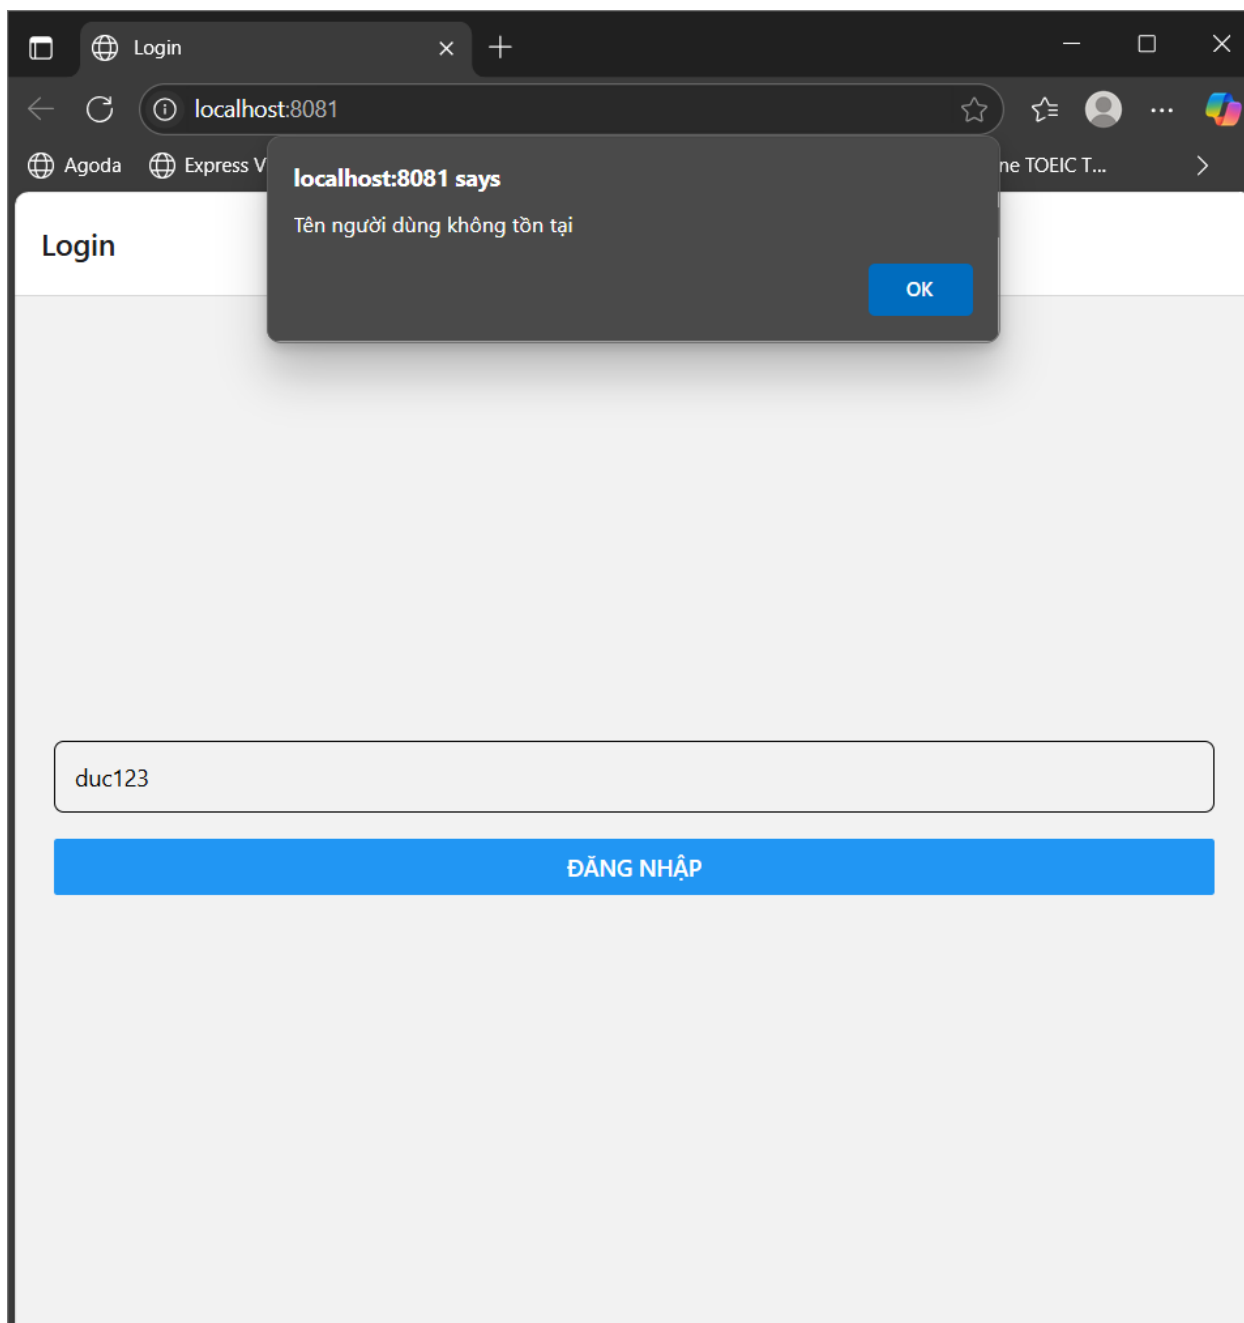 Login
localhost:8081
Agoda
Express V
ne TOEIC T...
localhost:8081 says
Tên người dùng không tồn tại
OK
Login
duc123
ĐĂNG NHẬP